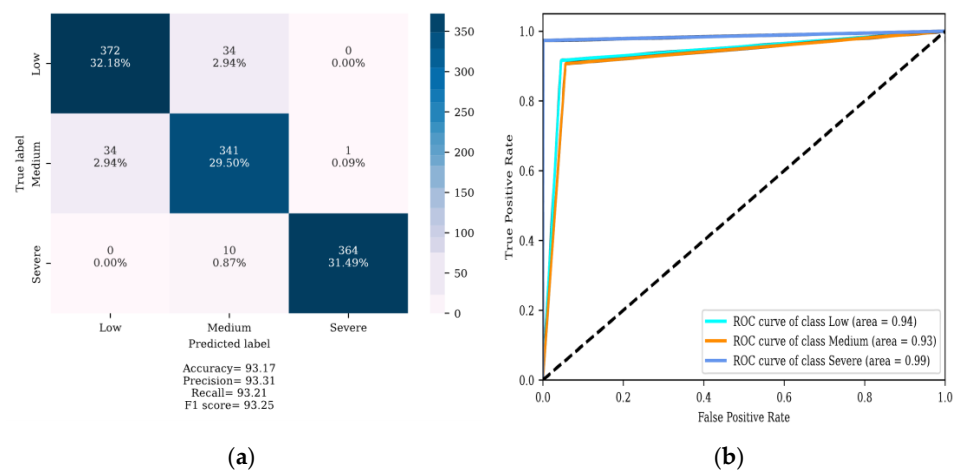 372
32.18%
34
2.94%
0
0.00%
34
2.94%
341
29.50%
1
0.09%
0
0.00%
10
0.87%
364
31.49%
Low
Medium
Severe
True label
Low
Medium
Severe
Predicted label
Accuracy= 93.17
Precision= 93.31
Recall= 93.21
F1 score= 93.25
350
300
250
200
150
100
50
0
(a)
1.0
0.8
0.6
0.4
0.2
0.0
True Positive Rate
ROC curve of class Low (area = 0.94)
ROC curve of class Medium (area = 0.93)
ROC curve of class Severe (area = 0.99)
0.0
0.2
0.4
0.6
0.8
1.0
False Positive Rate
(b)